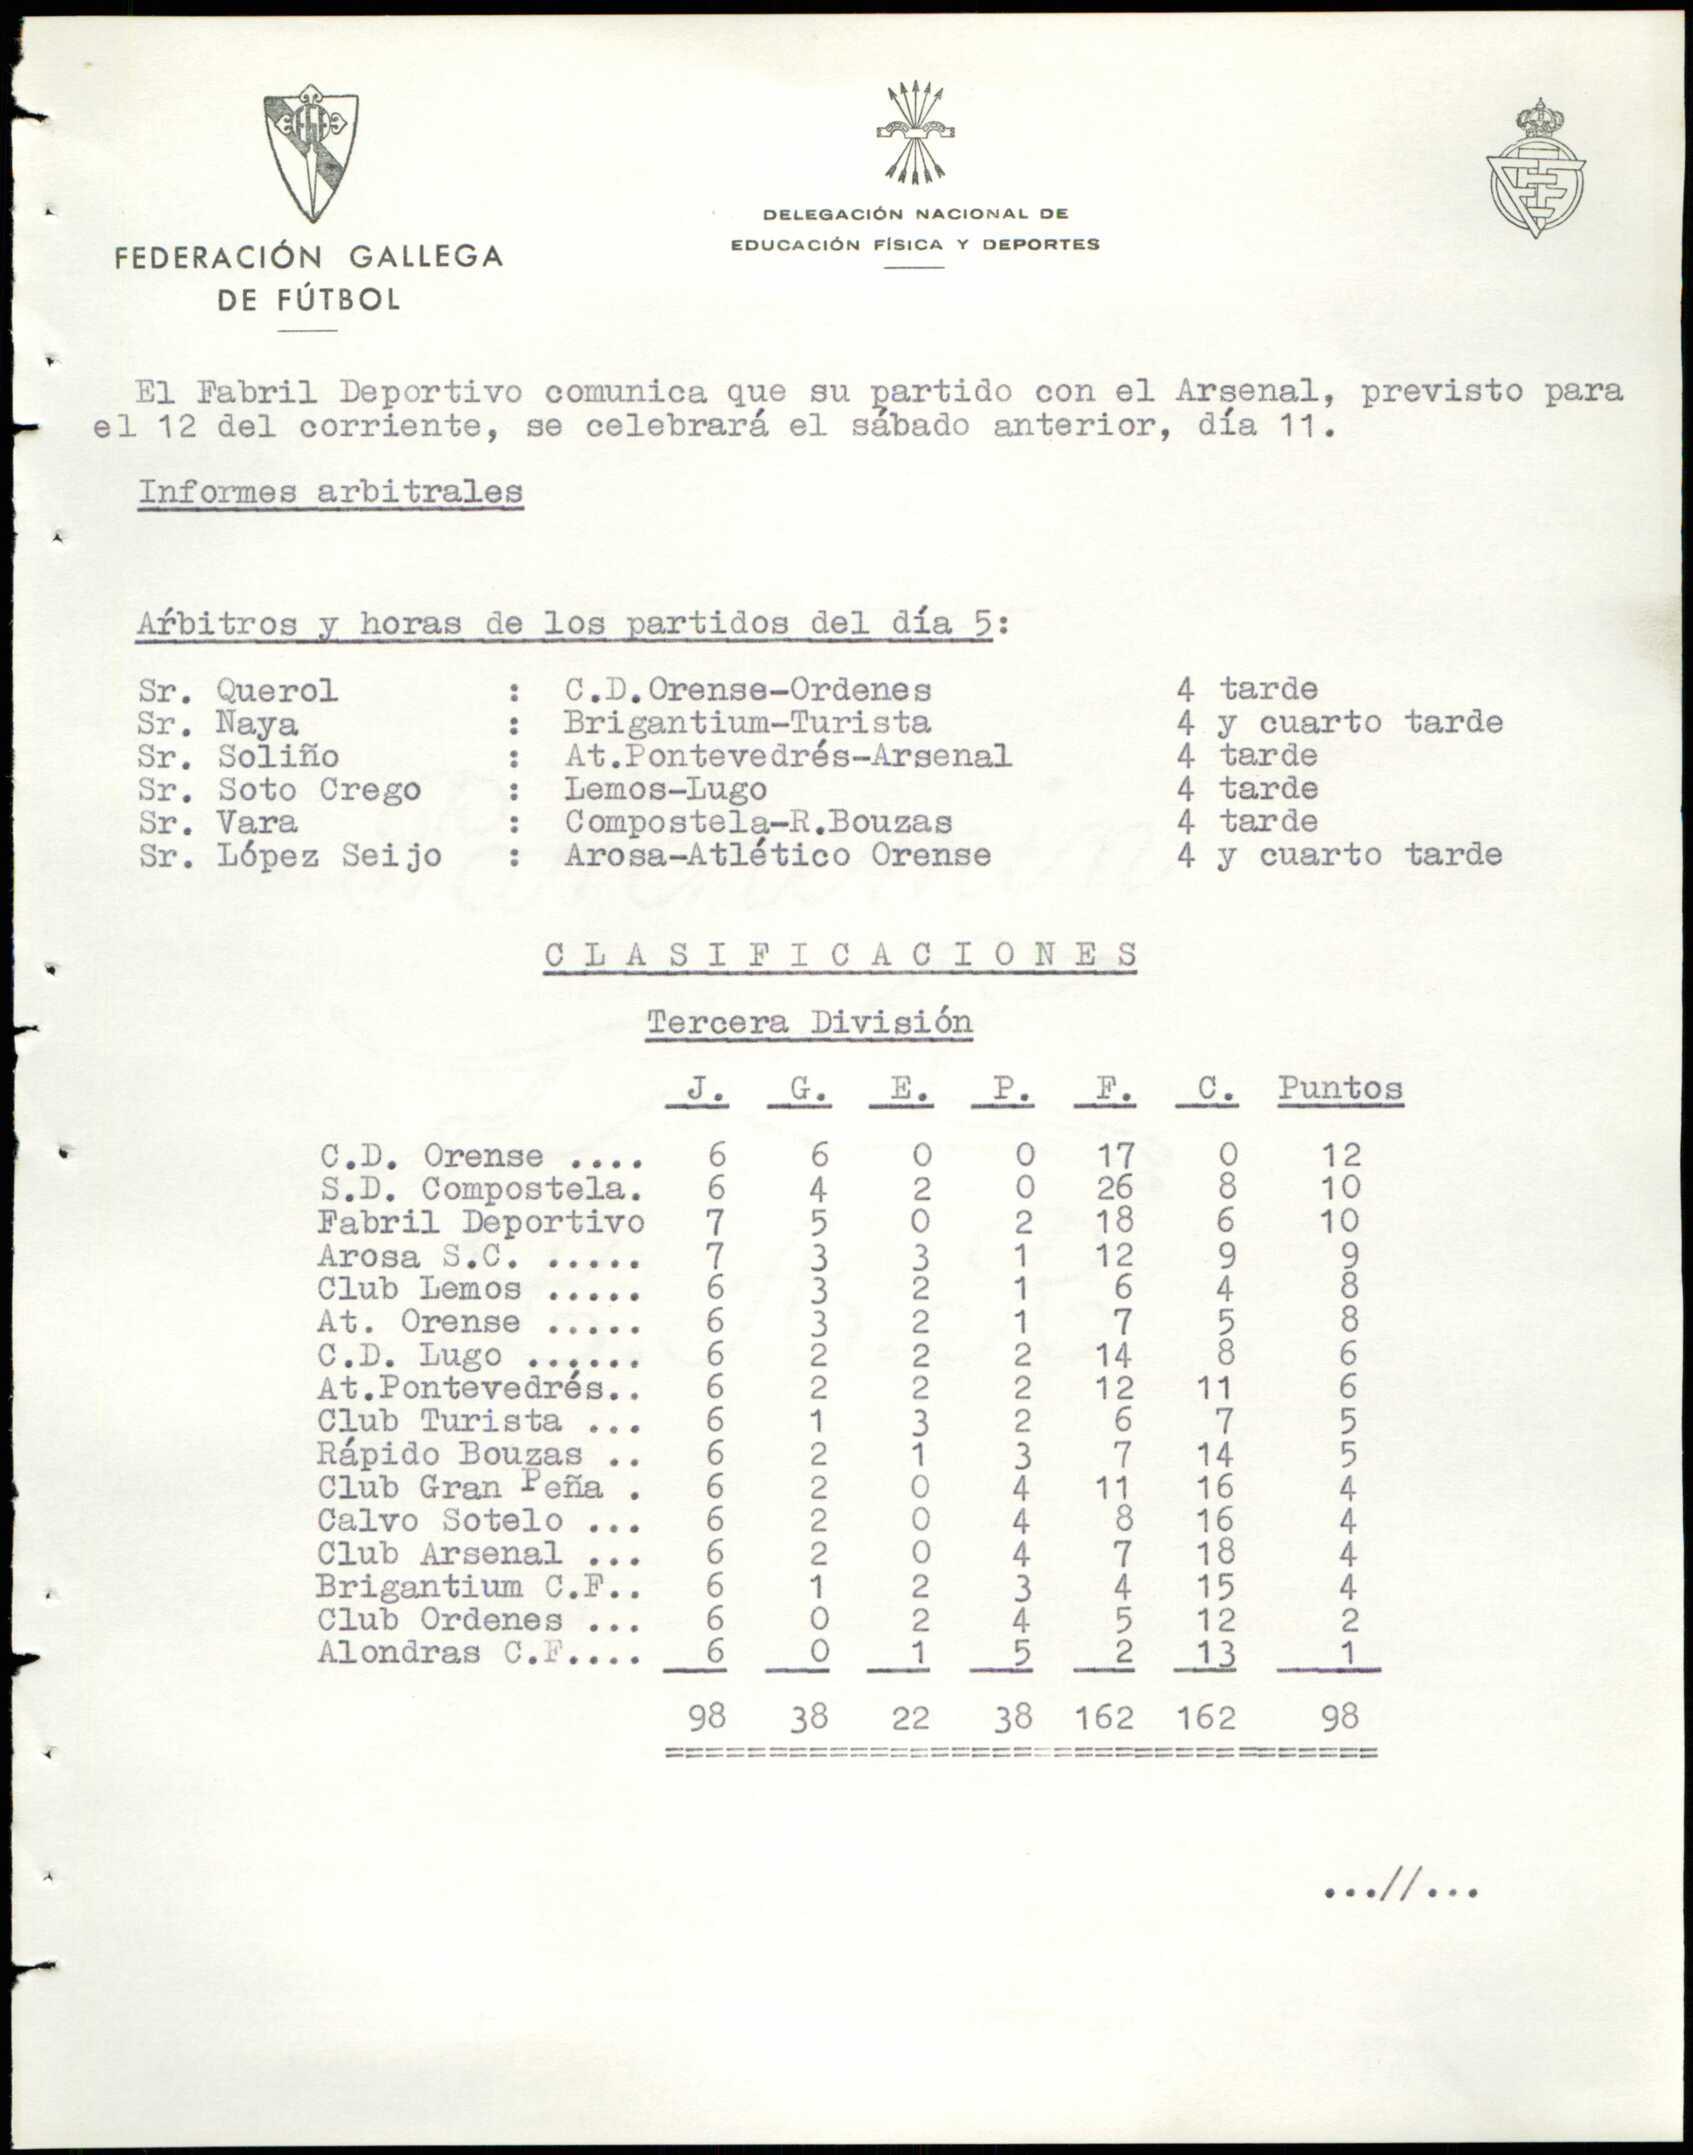 FEDERACIÓN GALLEGA
DE FÚTBOL
DELEGACIÓN NACIONAL DE
EDUCACIÓN FÍSICA Y DEPORTES
El Fabril Deportivo comunica que su partido con el Arsenal, previsto para
el 12 del corriente, se celebrará el sábado anterior, día 11.
Informes arbitrales
Aŕbitros y horas de los partidos del día 5:
Sr. Querol : C.D.Orense-Ordenes 4 tarde
Sr. Naya : Brigantium-Turista 4 y cuarto tarde
Sr. Soliño : At.Pontevedrés-Arsenal 4 tarde
Sr. Soto Crego : Lemos-Lugo 4 tarde
Sr. Vara : Compostela-R.Bouzas 4 tarde
Sr. López Seijo : Arosa-Atlético Orense 4 y cuarto tarde
C L A S I F I C A C I O N E S
Tercera División
J. G. E. P. F. C. Puntos
C.D. Orense .... 6 6 0 0 17 0 12
S.D. Compostela. 6 4 2 0 26 8 10
Fabril Deportivo 7 5 0 2 18 6 10
Arosa S.C. ..... 7 3 3 1 12 9 9
Club Lemos ..... 6 3 2 1 6 4 8
At. Orense ..... 6 3 2 1 7 5 8
C.D. Lugo ...... 6 2 2 2 14 8 6
At.Pontevedrés.. 6 2 2 2 12 11 6
Club Turista ... 6 1 3 2 6 7 5
Rápido Bouzas .. 6 2 1 3 7 14 5
Club Gran Peña . 6 2 0 4 11 16 4
Calvo Sotelo ... 6 2 0 4 8 16 4
Club Arsenal ... 6 2 0 4 7 18 4
Brigantium C.F.. 6 1 2 3 4 15 4
Club Ordenes ... 6 0 2 4 5 12 2
Alondras C.F.... 6 0 1 5 2 13 1
98 38 22 38 162 162 98
===================================
...//...